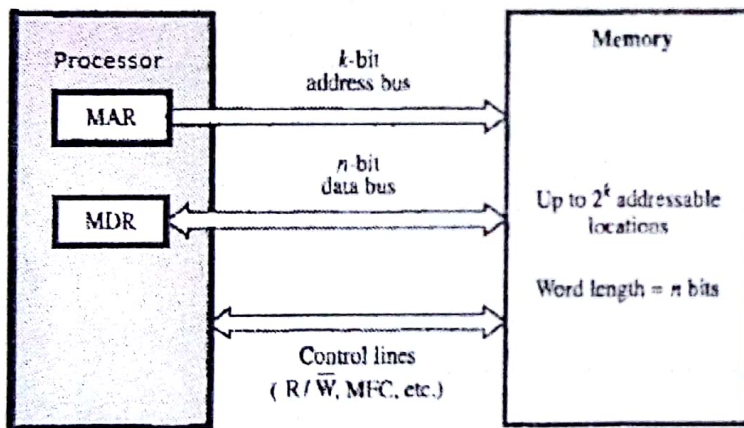 Processor
MAR
MDR
k-bit
address bus
n-bit
data bus
Control lines
( R / W̅, MFC, etc.)
Memory
Up to 2ᵏ addressable
locations
Word length = n bits